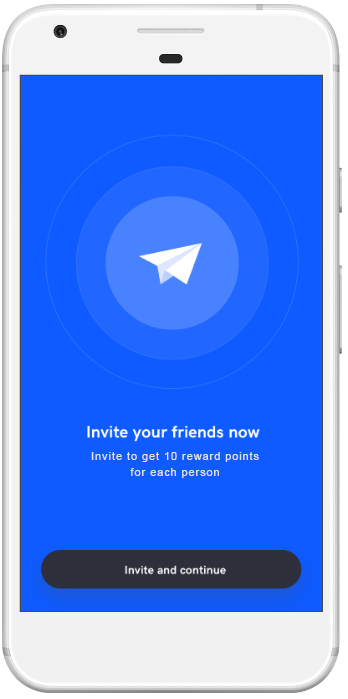 Invite your friends now
Invite to get 10 reward points
for each person
Invite and continue